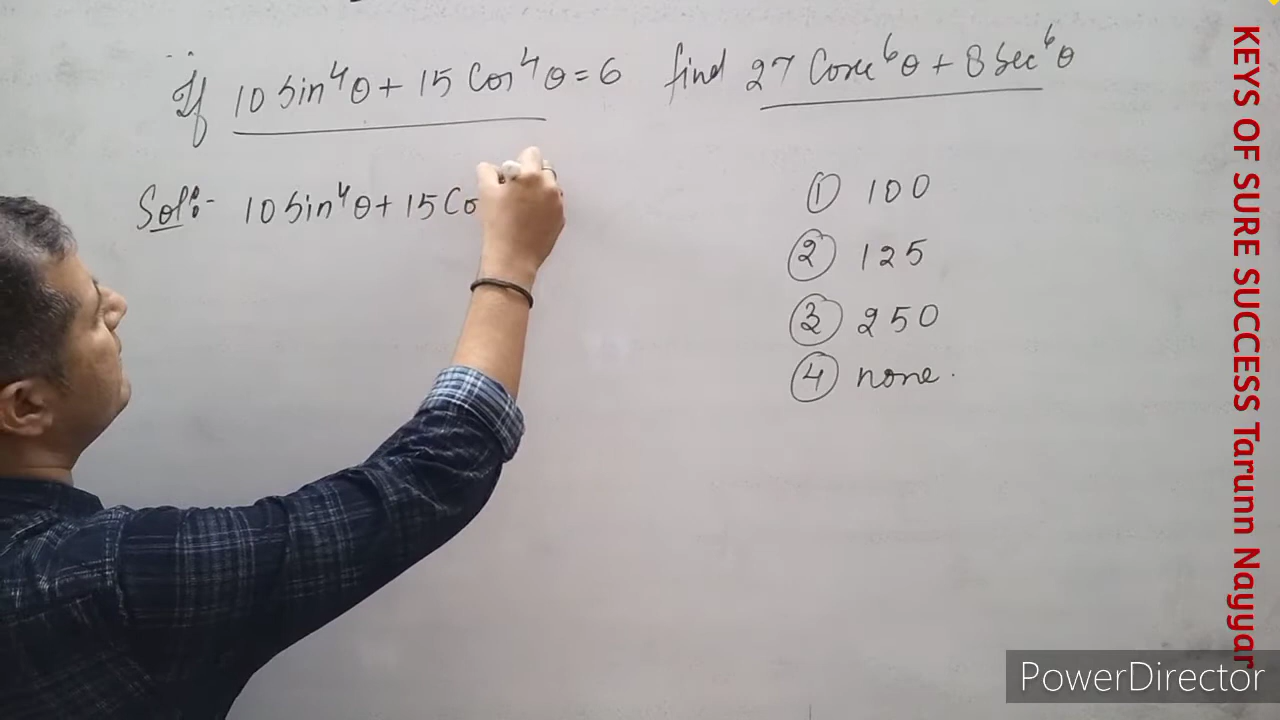 If 10 Sin⁴θ + 15 Cos⁴θ = 6 find 27 Cosec⁶θ + 8 Sec⁶θ
Sol:- 10 Sin⁴θ + 15 Co
① 100
② 125
③ 250
④ none.
KEYS OF SURE SUCCESS Tarunn Nayyar
PowerDirector